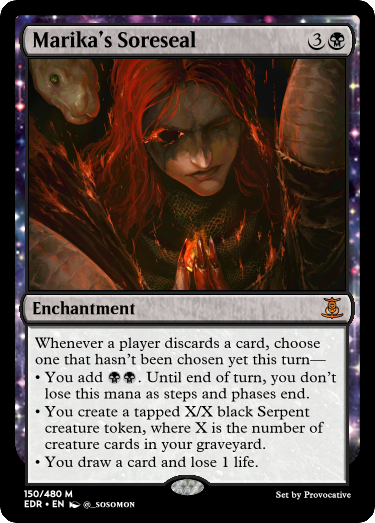 Marika's Soreseal 3
Enchantment
Whenever a player discards a card, choose
one that hasn't been chosen yet this turn—
• You add . Until end of turn, you don't
lose this mana as steps and phases end.
• You create a tapped X/X black Serpent
creature token, where X is the number of
creature cards in your graveyard.
• You draw a card and lose 1 life.
150/480 M
EDR • EN @_SOSOMON
Set by Provocative